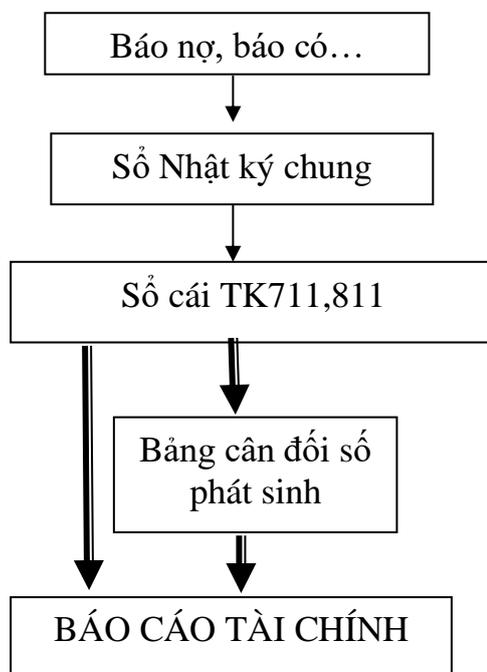 Báo nợ, báo có…
Sổ Nhật ký chung
Sổ cái TK711,811
Bảng cân đối số
phát sinh
BÁO CÁO TÀI CHÍNH